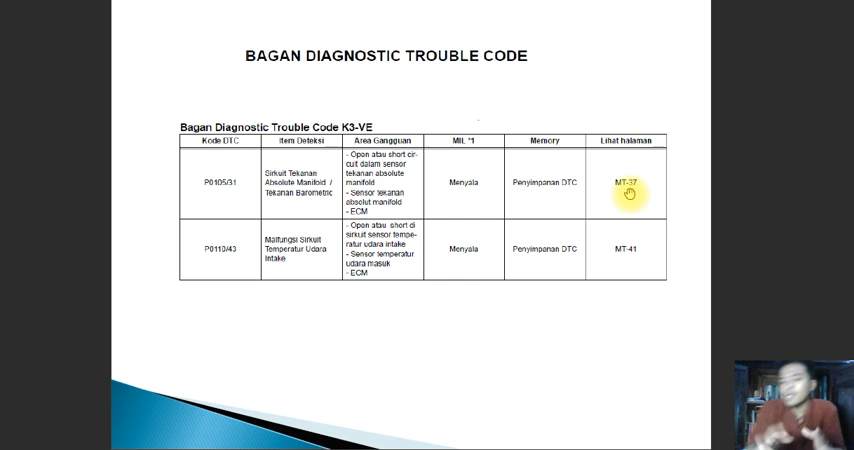 BAGAN DIAGNOSTIC TROUBLE CODE
Bagan Diagnostic Trouble Code K3-VE
Kode DTC Item Deteksi Area Gangguan MIL *1 Memory Lihat halaman
P0105/31
Sirkuit Tekanan
Absolute Manifold /
Tekanan Barometric
- Open atau short cir-
cuit dalam sensor
tekanan absolute
manifold
- Sensor tekanan
absolut manifold
- ECM
Menyala
Penyimpanan DTC
MT-37
P0110/43
Malfungsi Sirkuit
Temperatur Udara
Intake
- Open atau short di
sirkuit sensor tempe-
ratur udara intake
- Sensor temperatur
udara masuk
- ECM
Menyala
Penyimpanan DTC
MT-41